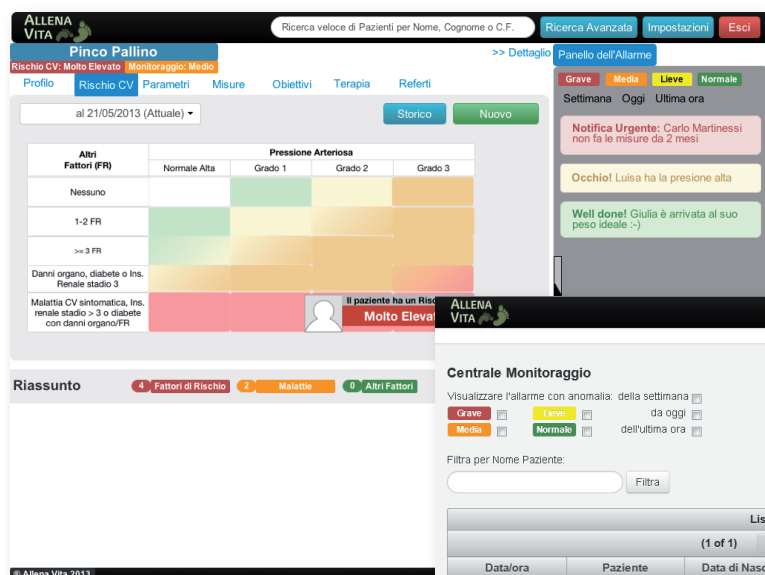 ALLENA
VITA
Ricerca veloce di Pazienti per Nome, Cognome o C.F.
Ricerca Avanzata
Impostazioni
Esci
Pinco Pallino
>> Dettaglio
Rischio CV: Molto Elevato
Monitoraggio: Medio
Profilo
Rischio CV
Parametri
Misure
Obiettivi
Terapia
Referti
al 21/05/2013 (Attuale)
Storico
Nuovo
Altri
Fattori (FR)
Pressione Arteriosa
Normale Alta
Grado 1
Grado 2
Grado 3
Nessuno
1-2 FR
>= 3 FR
Danni organo, diabete o Ins.
Renale stadio 3
Malattia CV sintomatica, Ins.
renale stadio > 3 o diabete
con danni organo/FR
Il paziente ha un
Molto
Riassunto
4 Fattori di Rischio
2 Malattie
0 Altri
® Allena Vita 2013
Panello dell'Allarme
Grave
Media
Lieve
Normale
Settimana
Oggi
Ultima ora
Notifica Urgente: Carlo Martinessi
non fa le misure da 2 mesi
Occhio! Luisa ha la presione alta
Well done! Giulia è arrivata al suo
peso ideale :-)
ALLENA
VITA
Centrale Monitoraggio
Visualizzare l'allarme con anomalia:
della settimana
Grave
Lieve
da oggi
Media
Normale
dell'ultima ora
Filtra per Nome Paziente:
Filtra
(1 of 1)
Data/ora
Paziente
Data di